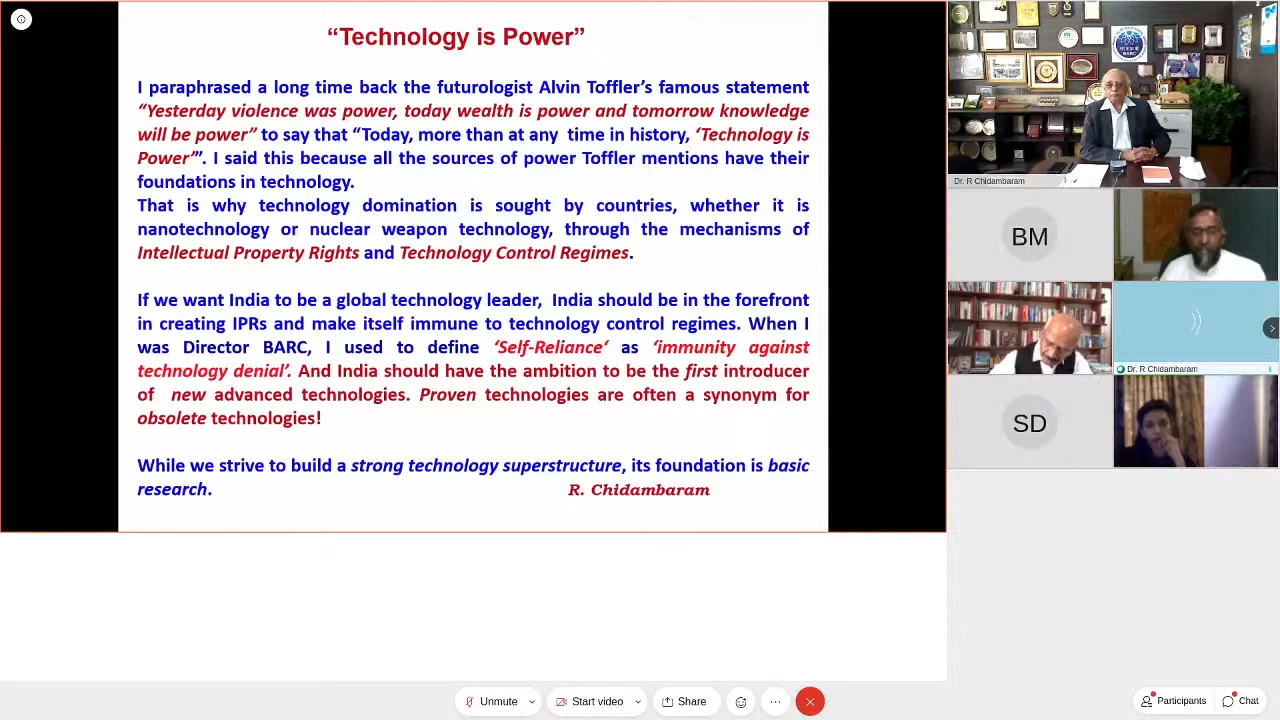 “Technology is Power”
I paraphrased a long time back the futurologist Alvin Toffler’s famous statement
“Yesterday violence was power, today wealth is power and tomorrow knowledge
will be power” to say that “Today, more than at any time in history, ‘Technology is
Power’”. I said this because all the sources of power Toffler mentions have their
foundations in technology.
That is why technology domination is sought by countries, whether it is
nanotechnology or nuclear weapon technology, through the mechanisms of
Intellectual Property Rights and Technology Control Regimes.
If we want India to be a global technology leader, India should be in the forefront
in creating IPRs and make itself immune to technology control regimes. When I
was Director BARC, I used to define ‘Self-Reliance‘ as ‘immunity against
technology denial’. And India should have the ambition to be the first introducer
of new advanced technologies. Proven technologies are often a synonym for
obsolete technologies!
While we strive to build a strong technology superstructure, its foundation is basic
research.
R. Chidambaram
BARC
Dr. R Chidambaram
BM
Dr. R Chidambaram
SD
Unmute
Start video
Share
Participants
Chat